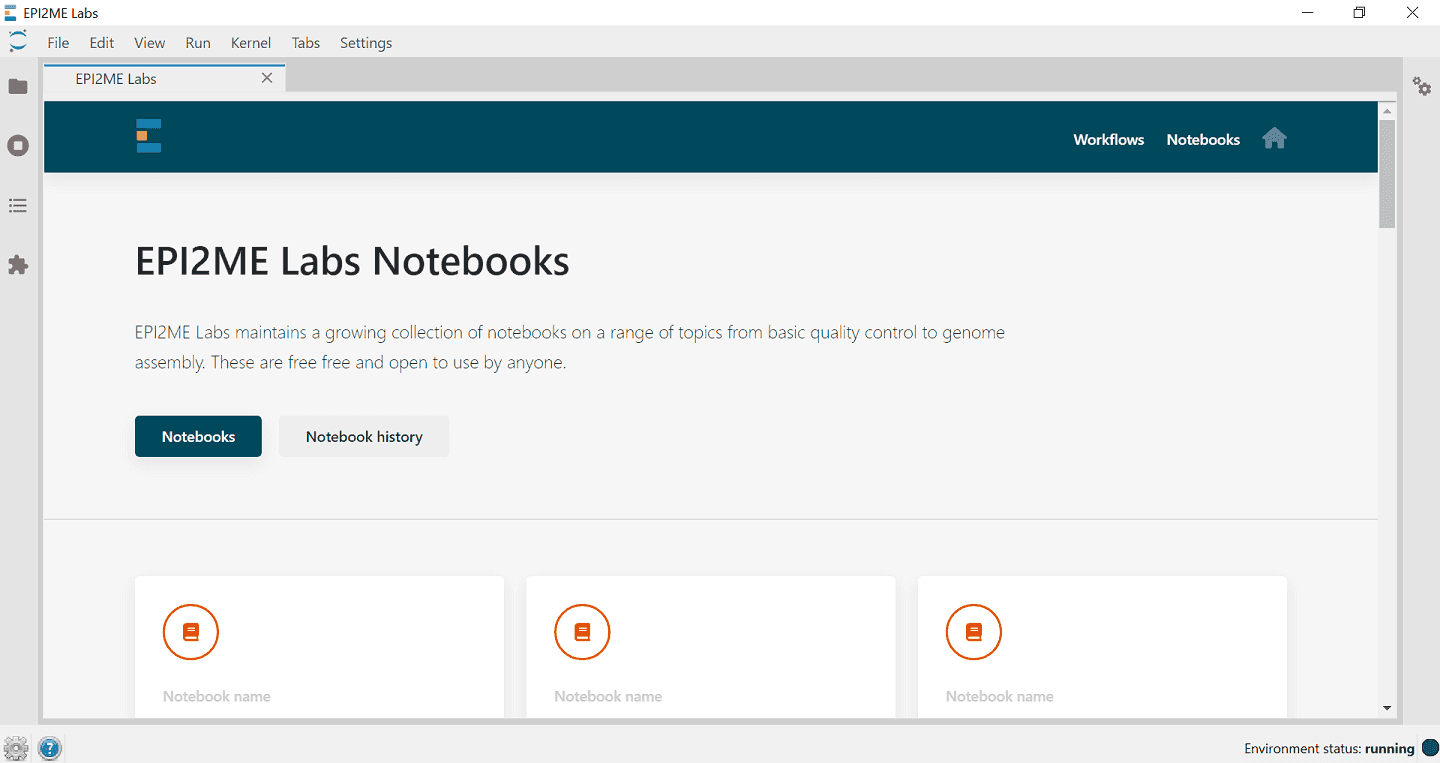 EPI2ME Labs
File Edit View Run Kernel Tabs Settings
EPI2ME Labs
Workflows Notebooks
EPI2ME Labs Notebooks
EPI2ME Labs maintains a growing collection of notebooks on a range of topics from basic quality control to genome
assembly. These are free free and open to use by anyone.
Notebooks Notebook history
Notebook name Notebook name Notebook name
Environment status: running